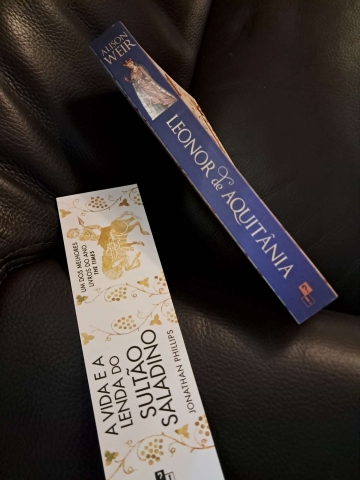 ALISON
WEIR
LEONOR
de
AQUITÂNIA
UM DOS MELHORES
LIVROS DO ANO.
THE TIMES
A VIDA E A
LENDA DO
SULTÃO
SALADINO
JONATHAN PHILLIPS